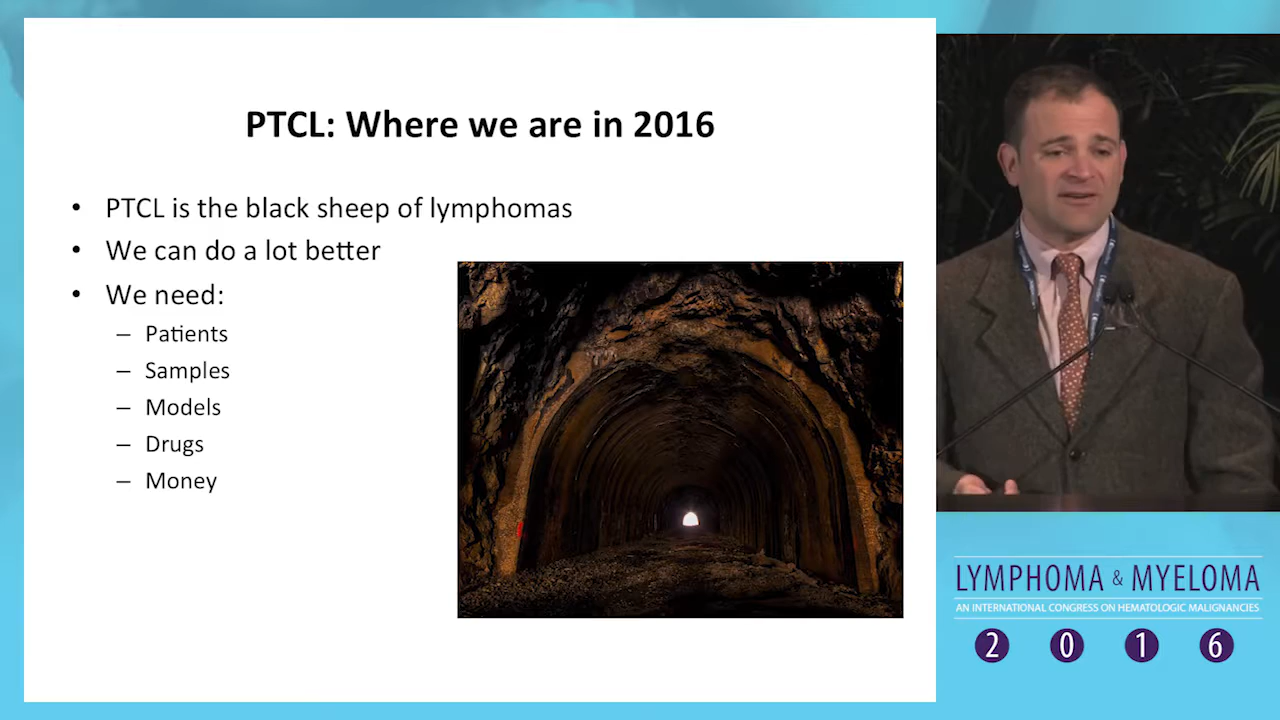 PTCL: Where we are in 2016
• PTCL is the black sheep of lymphomas
• We can do a lot better
• We need:
– Patients
– Samples
– Models
– Drugs
– Money
LYMPHOMA & MYELOMA
AN INTERNATIONAL CONGRESS ON HEMATOLOGIC MALIGNANCIES
2 0 1 6